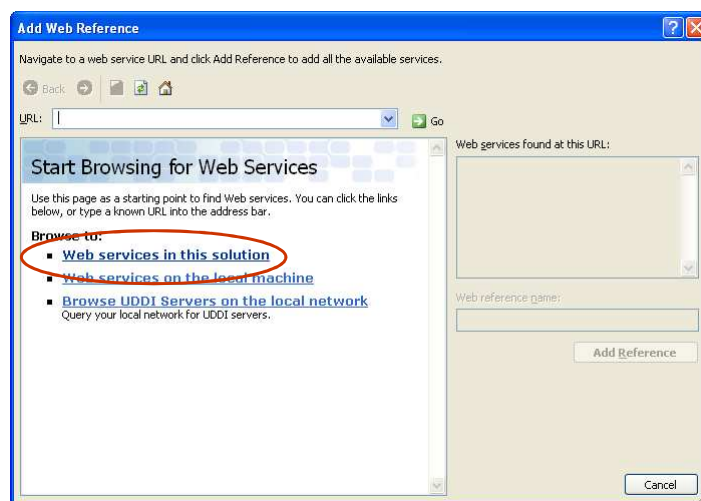 Add Web Reference
Navigate to a web service URL and click Add Reference to add all the available services.
Back
URL:
Go
Start Browsing for Web Services
Use this page as a starting point to find Web services. You can click the links
below, or type a known URL into the address bar.
Browse to:
Web services in this solution
Web services on the local machine
Browse UDDI Servers on the local network
Query your local network for UDDI servers.
Web services found at this URL:
Web reference name:
Add Reference
Cancel